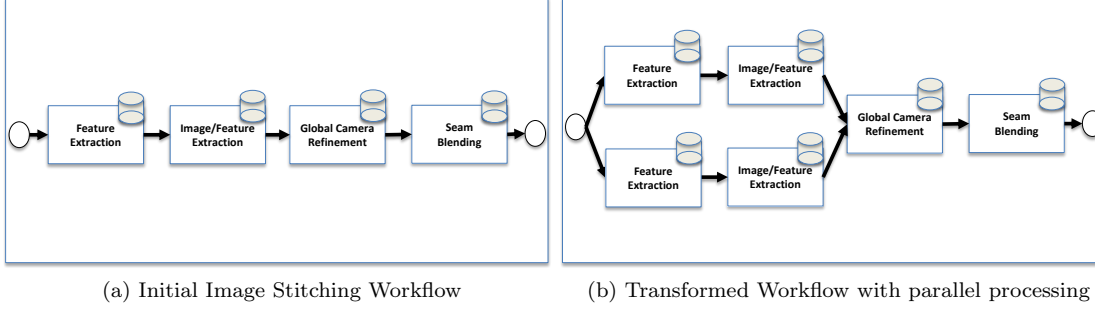 Feature
Extraction
Image/Feature
Extraction
Global Camera
Refinement
Seam
Blending
(a) Initial Image Stitching Workflow
Feature
Extraction
Image/Feature
Extraction
Feature
Extraction
Image/Feature
Extraction
Global Camera
Refinement
Seam
Blending
(b) Transformed Workflow with parallel processing